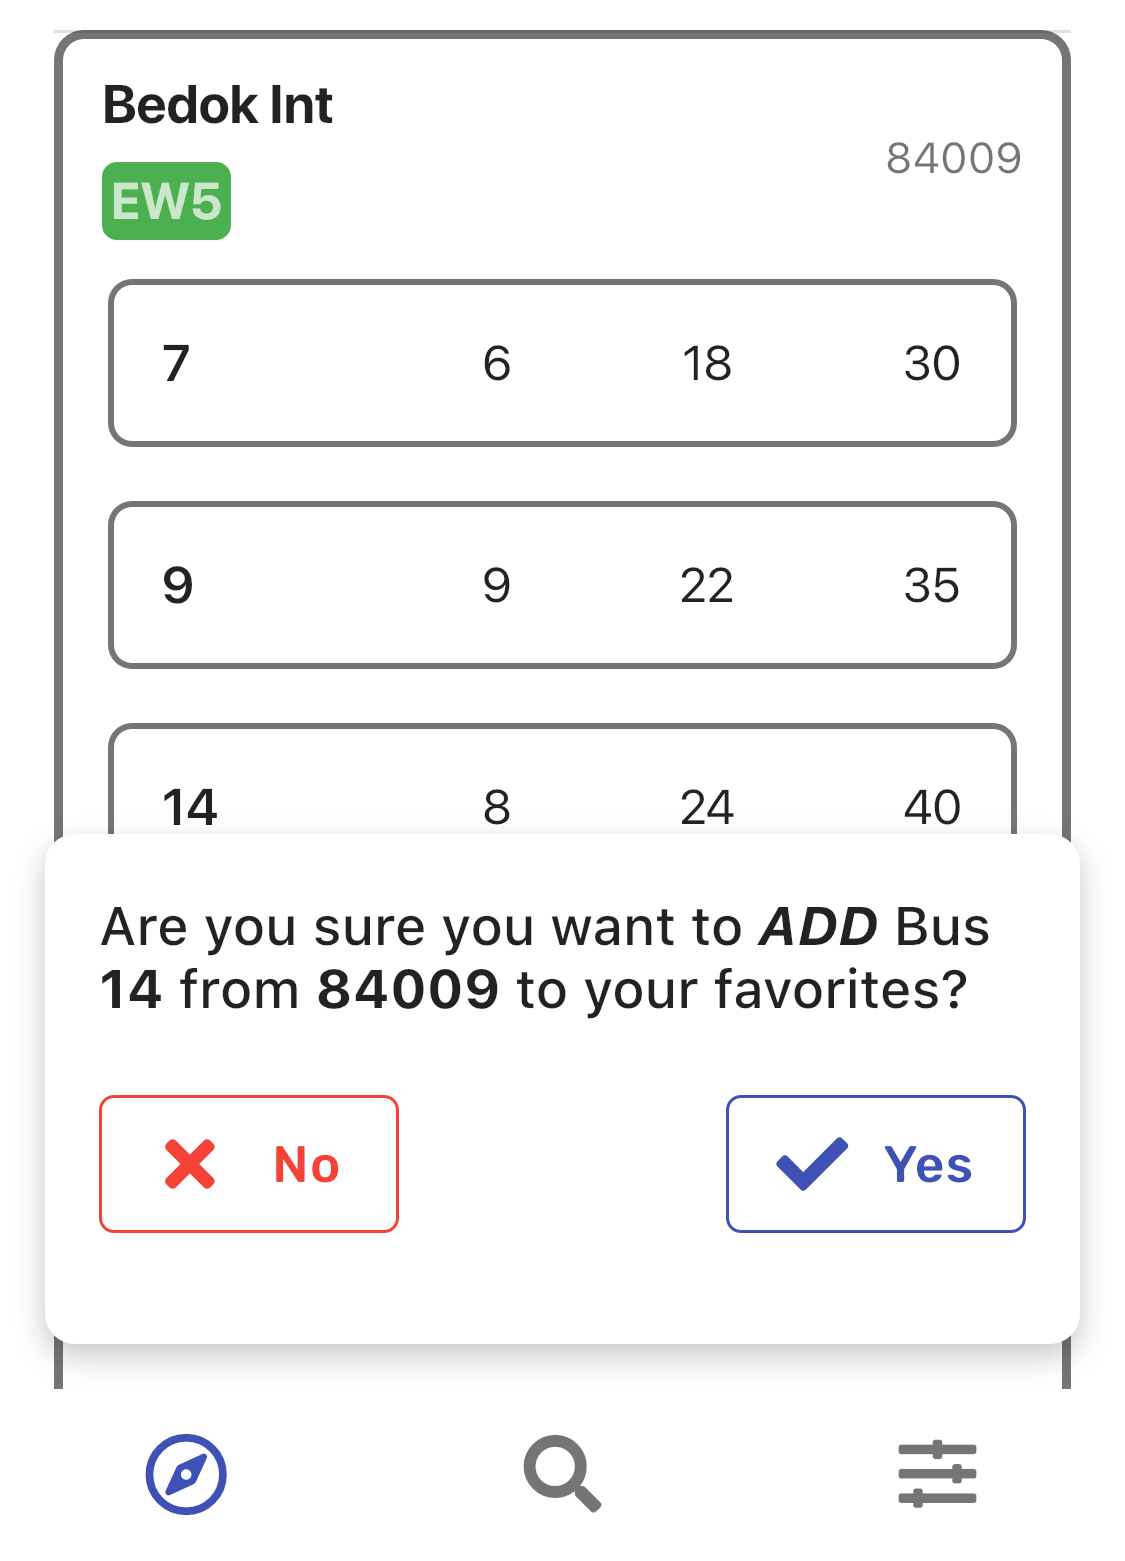 Bedok Int
84009
EW5
7 6 18 30
9 9 22 35
14 8 24 40
Are you sure you want to ADD Bus
14 from 84009 to your favorites?
No Yes